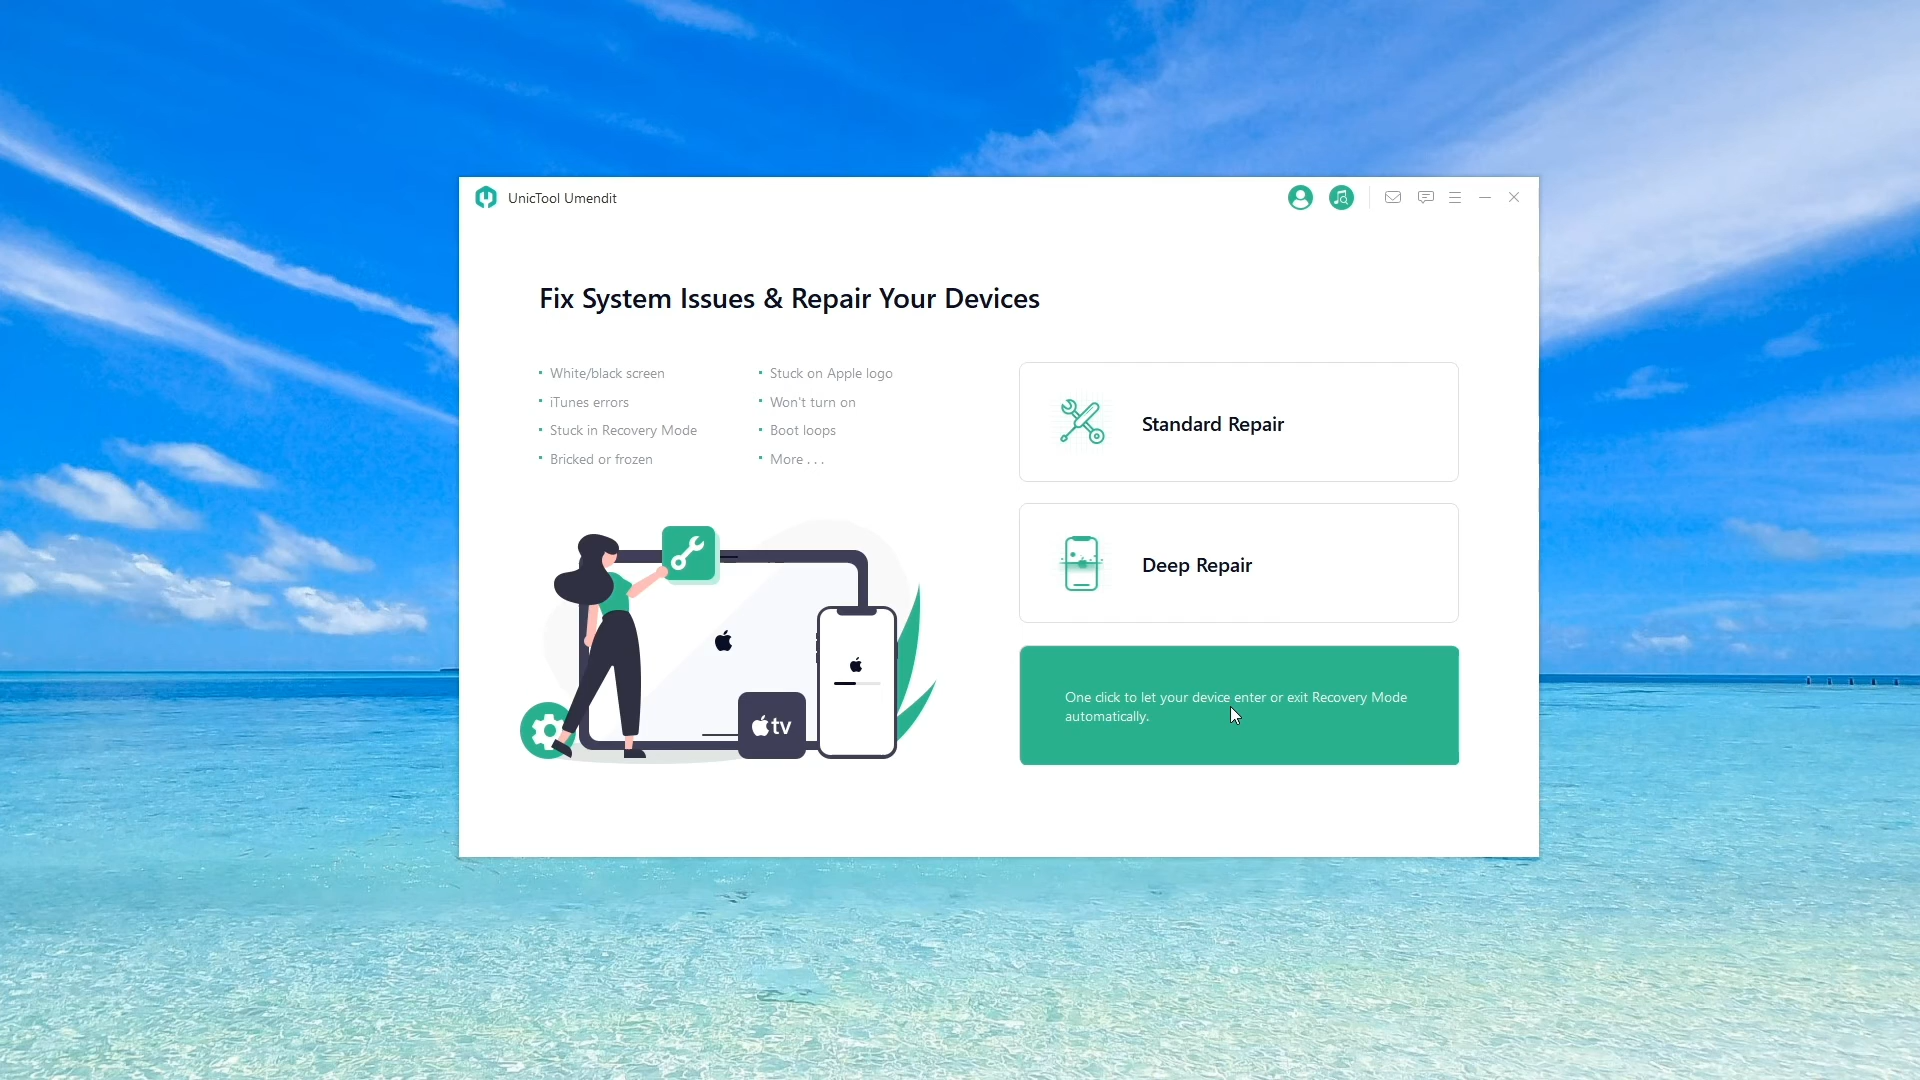 UnicTool Umendit
Fix System Issues & Repair Your Devices
White/black screen
iTunes errors
Stuck in Recovery Mode
Bricked or frozen
Stuck on Apple logo
Won't turn on
Boot loops
More . . .
tv
Standard Repair
Deep Repair
One click to let your device enter or exit Recovery Mode
automatically.